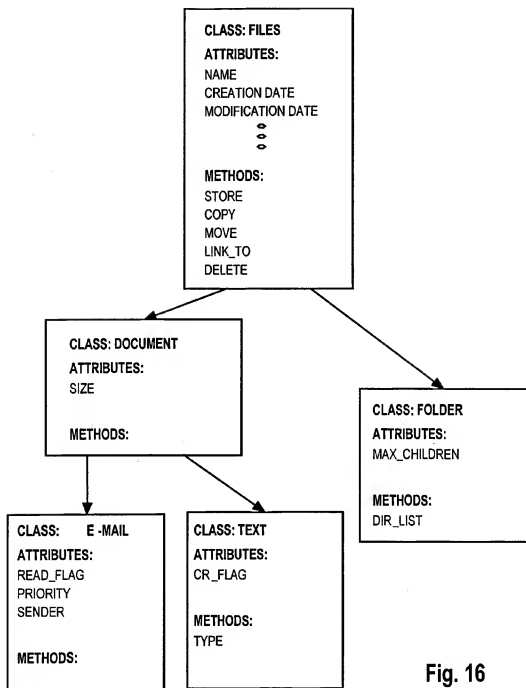 CLASS: FILES
ATTRIBUTES:
NAME
CREATION DATE
MODIFICATION DATE
METHODS:
STORE
COPY
MOVE
LINK_TO
DELETE
CLASS: DOCUMENT
ATTRIBUTES:
SIZE
METHODS:
CLASS: FOLDER
ATTRIBUTES:
MAX_CHILDREN
METHODS:
DIR_LIST
CLASS: E -MAIL
ATTRIBUTES:
READ_FLAG
PRIORITY
SENDER
METHODS:
CLASS: TEXT
ATTRIBUTES:
CR_FLAG
METHODS:
TYPE
Fig. 16